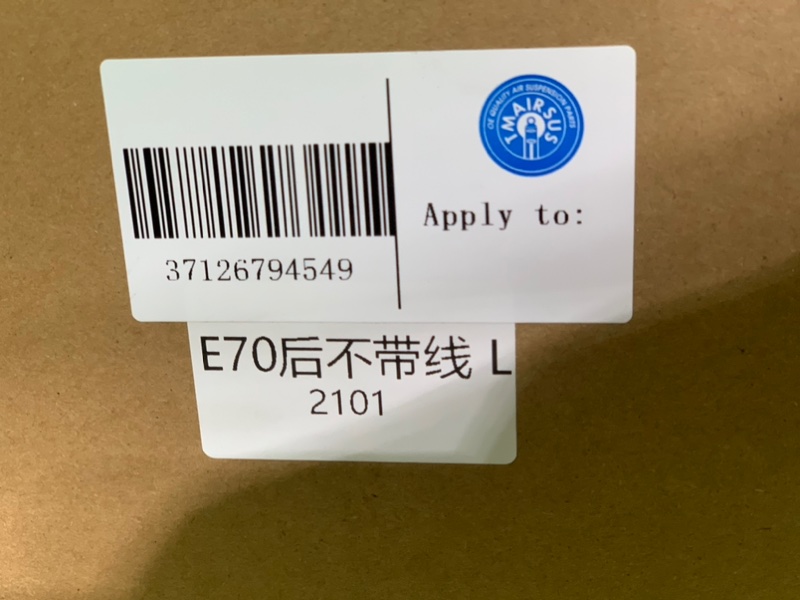 OE QUALITY AIR SUSPENSION PARTS
TMAIRSUS
Apply to:
37126794549
E70后不带线 L
2101